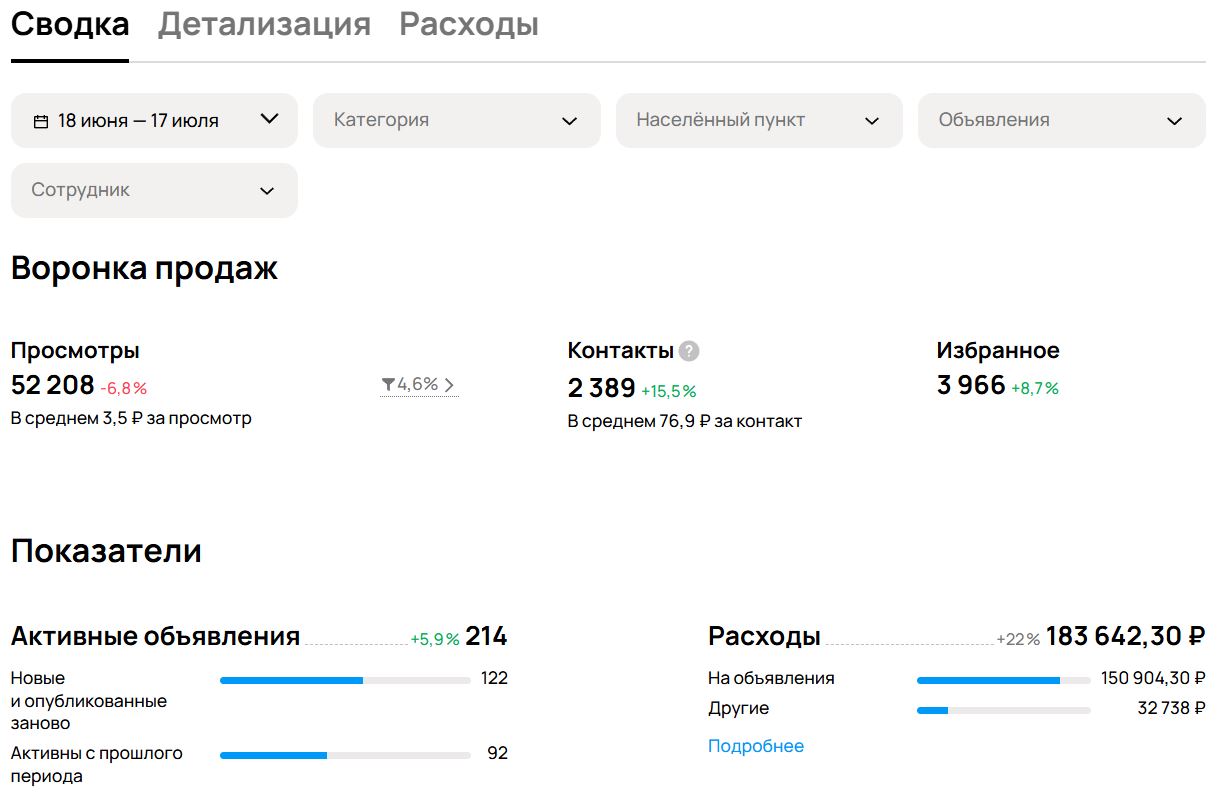 Сводка Детализация Расходы
18 июня — 17 июля Категория Населённый пункт Объявления
Сотрудник
Воронка продаж
Просмотры Контакты ? Избранное
52 208 -6,8% 4,6% 2 389 +15,5% 3 966 +8,7%
В среднем 3,5 ₽ за просмотр В среднем 76,9 ₽ за контакт
Показатели
Активные объявления +5,9% 214 Расходы +22% 183 642,30 ₽
Новые 122 На объявления 150 904,30 ₽
и опубликованные Другие 32 738 ₽
заново
Подробнее
Активны с прошлого 92
периода